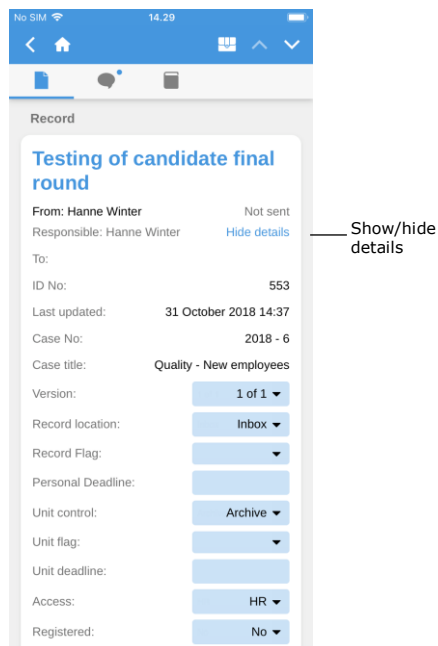 No SIM 14.29
Record
Testing of candidate final
round
From: Hanne Winter Not sent
Responsible: Hanne Winter Hide details
Show/hide
details
To:
ID No: 553
Last updated: 31 October 2018 14:37
Case No: 2018 - 6
Case title: Quality - New employees
Version: 1 of 1
Record location: Inbox
Record Flag:
Personal Deadline:
Unit control: Archive
Unit flag:
Unit deadline:
Access: HR
Registered: No